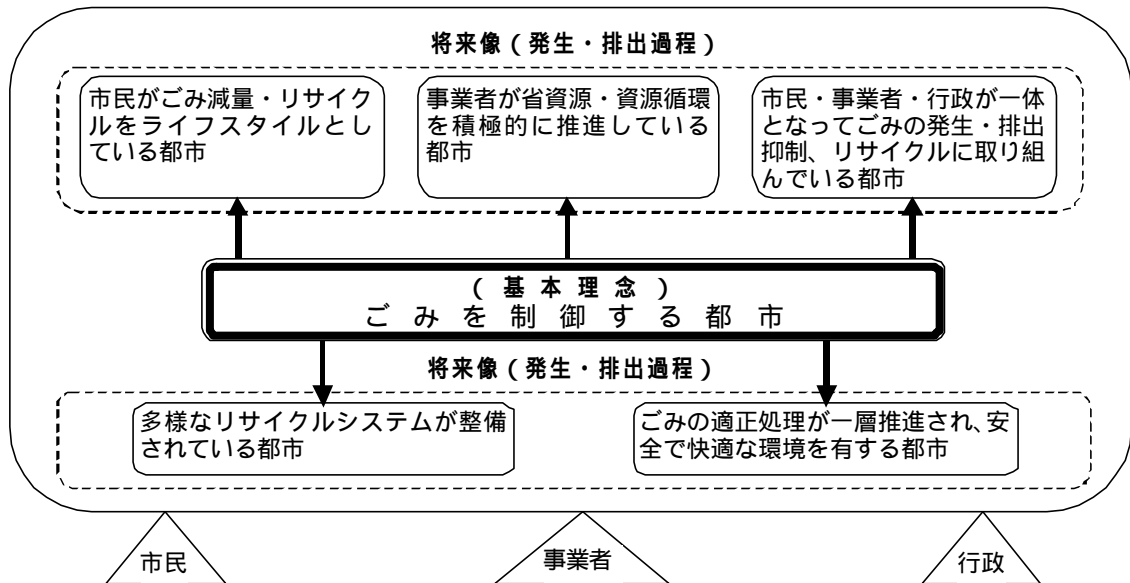 将来像(発生・排出過程)
市民がごみ減量・リサイク
ルをライフスタイルとし
ている都市
事業者が省資源・資源循環
を積極的に推進している
都市
市民・事業者・行政が一体
となってごみの発生・排出
抑制、リサイクルに取り組
んでいる都市
(基本理念)
ごみを制御する都市
将来像(発生・排出過程)
多様なリサイクルシステムが整備
されている都市
ごみの適正処理が一層推進され、安
全で快適な環境を有する都市
市民
事業者
行政